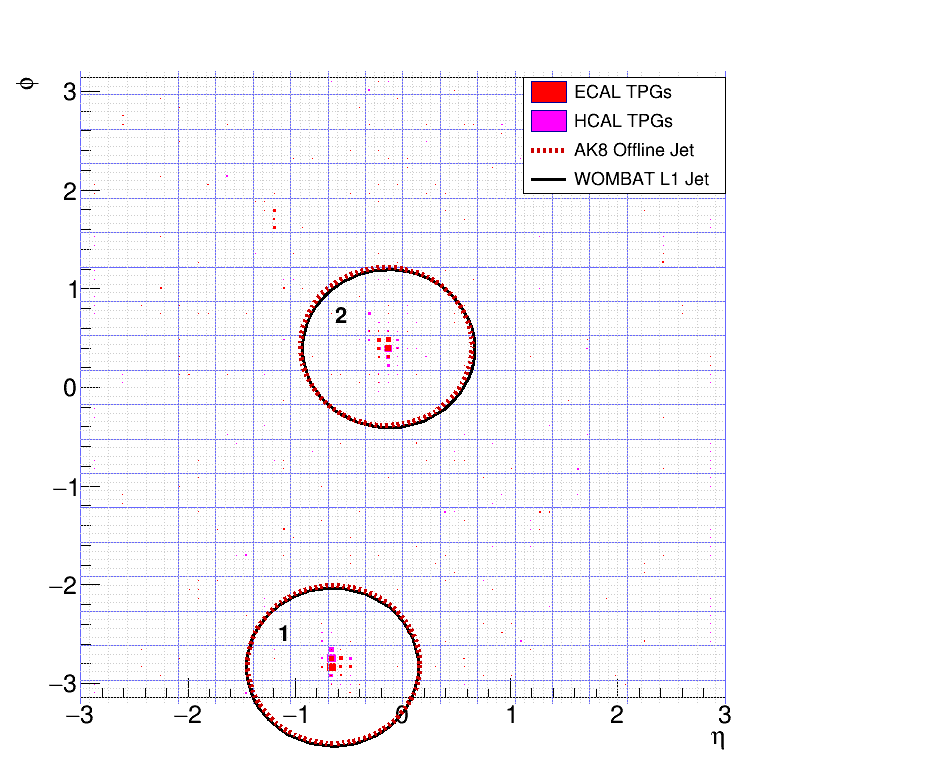 φ
3
ECAL TPGs
HCAL TPGs
AK8 Offline Jet
WOMBAT L1 Jet
2
1
2
0
−1
−2
1
−3
−3 −2 −1 0 1 2 3
η